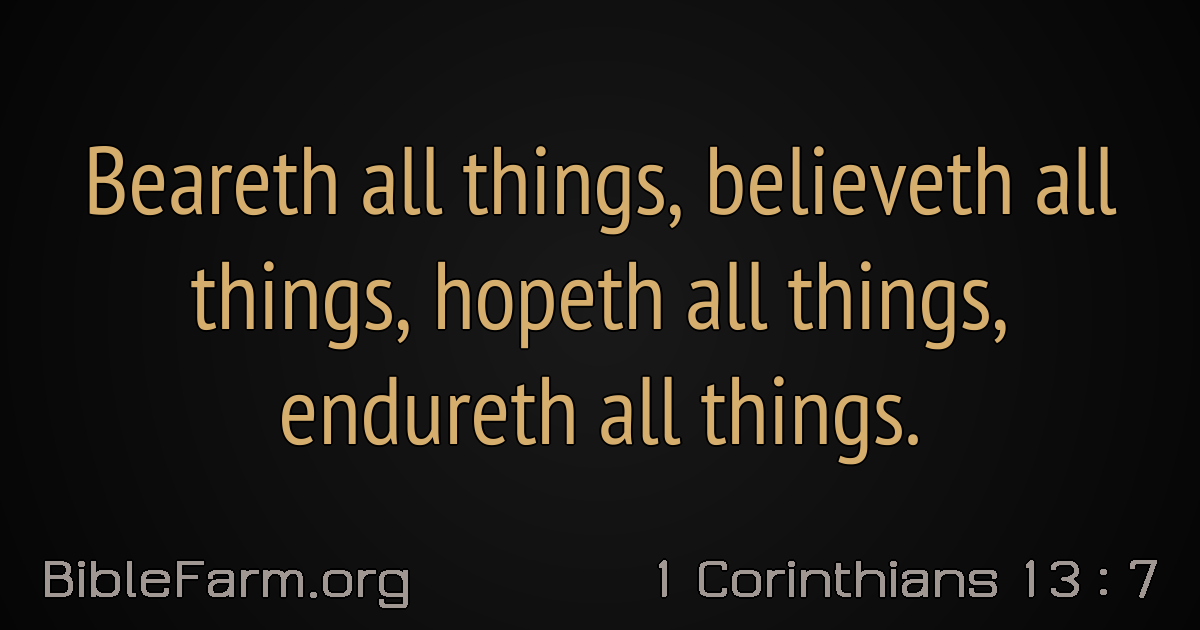 Beareth all things, believeth all
things, hopeth all things,
endureth all things.
BibleFarm.org
1 Corinthians 13 : 7